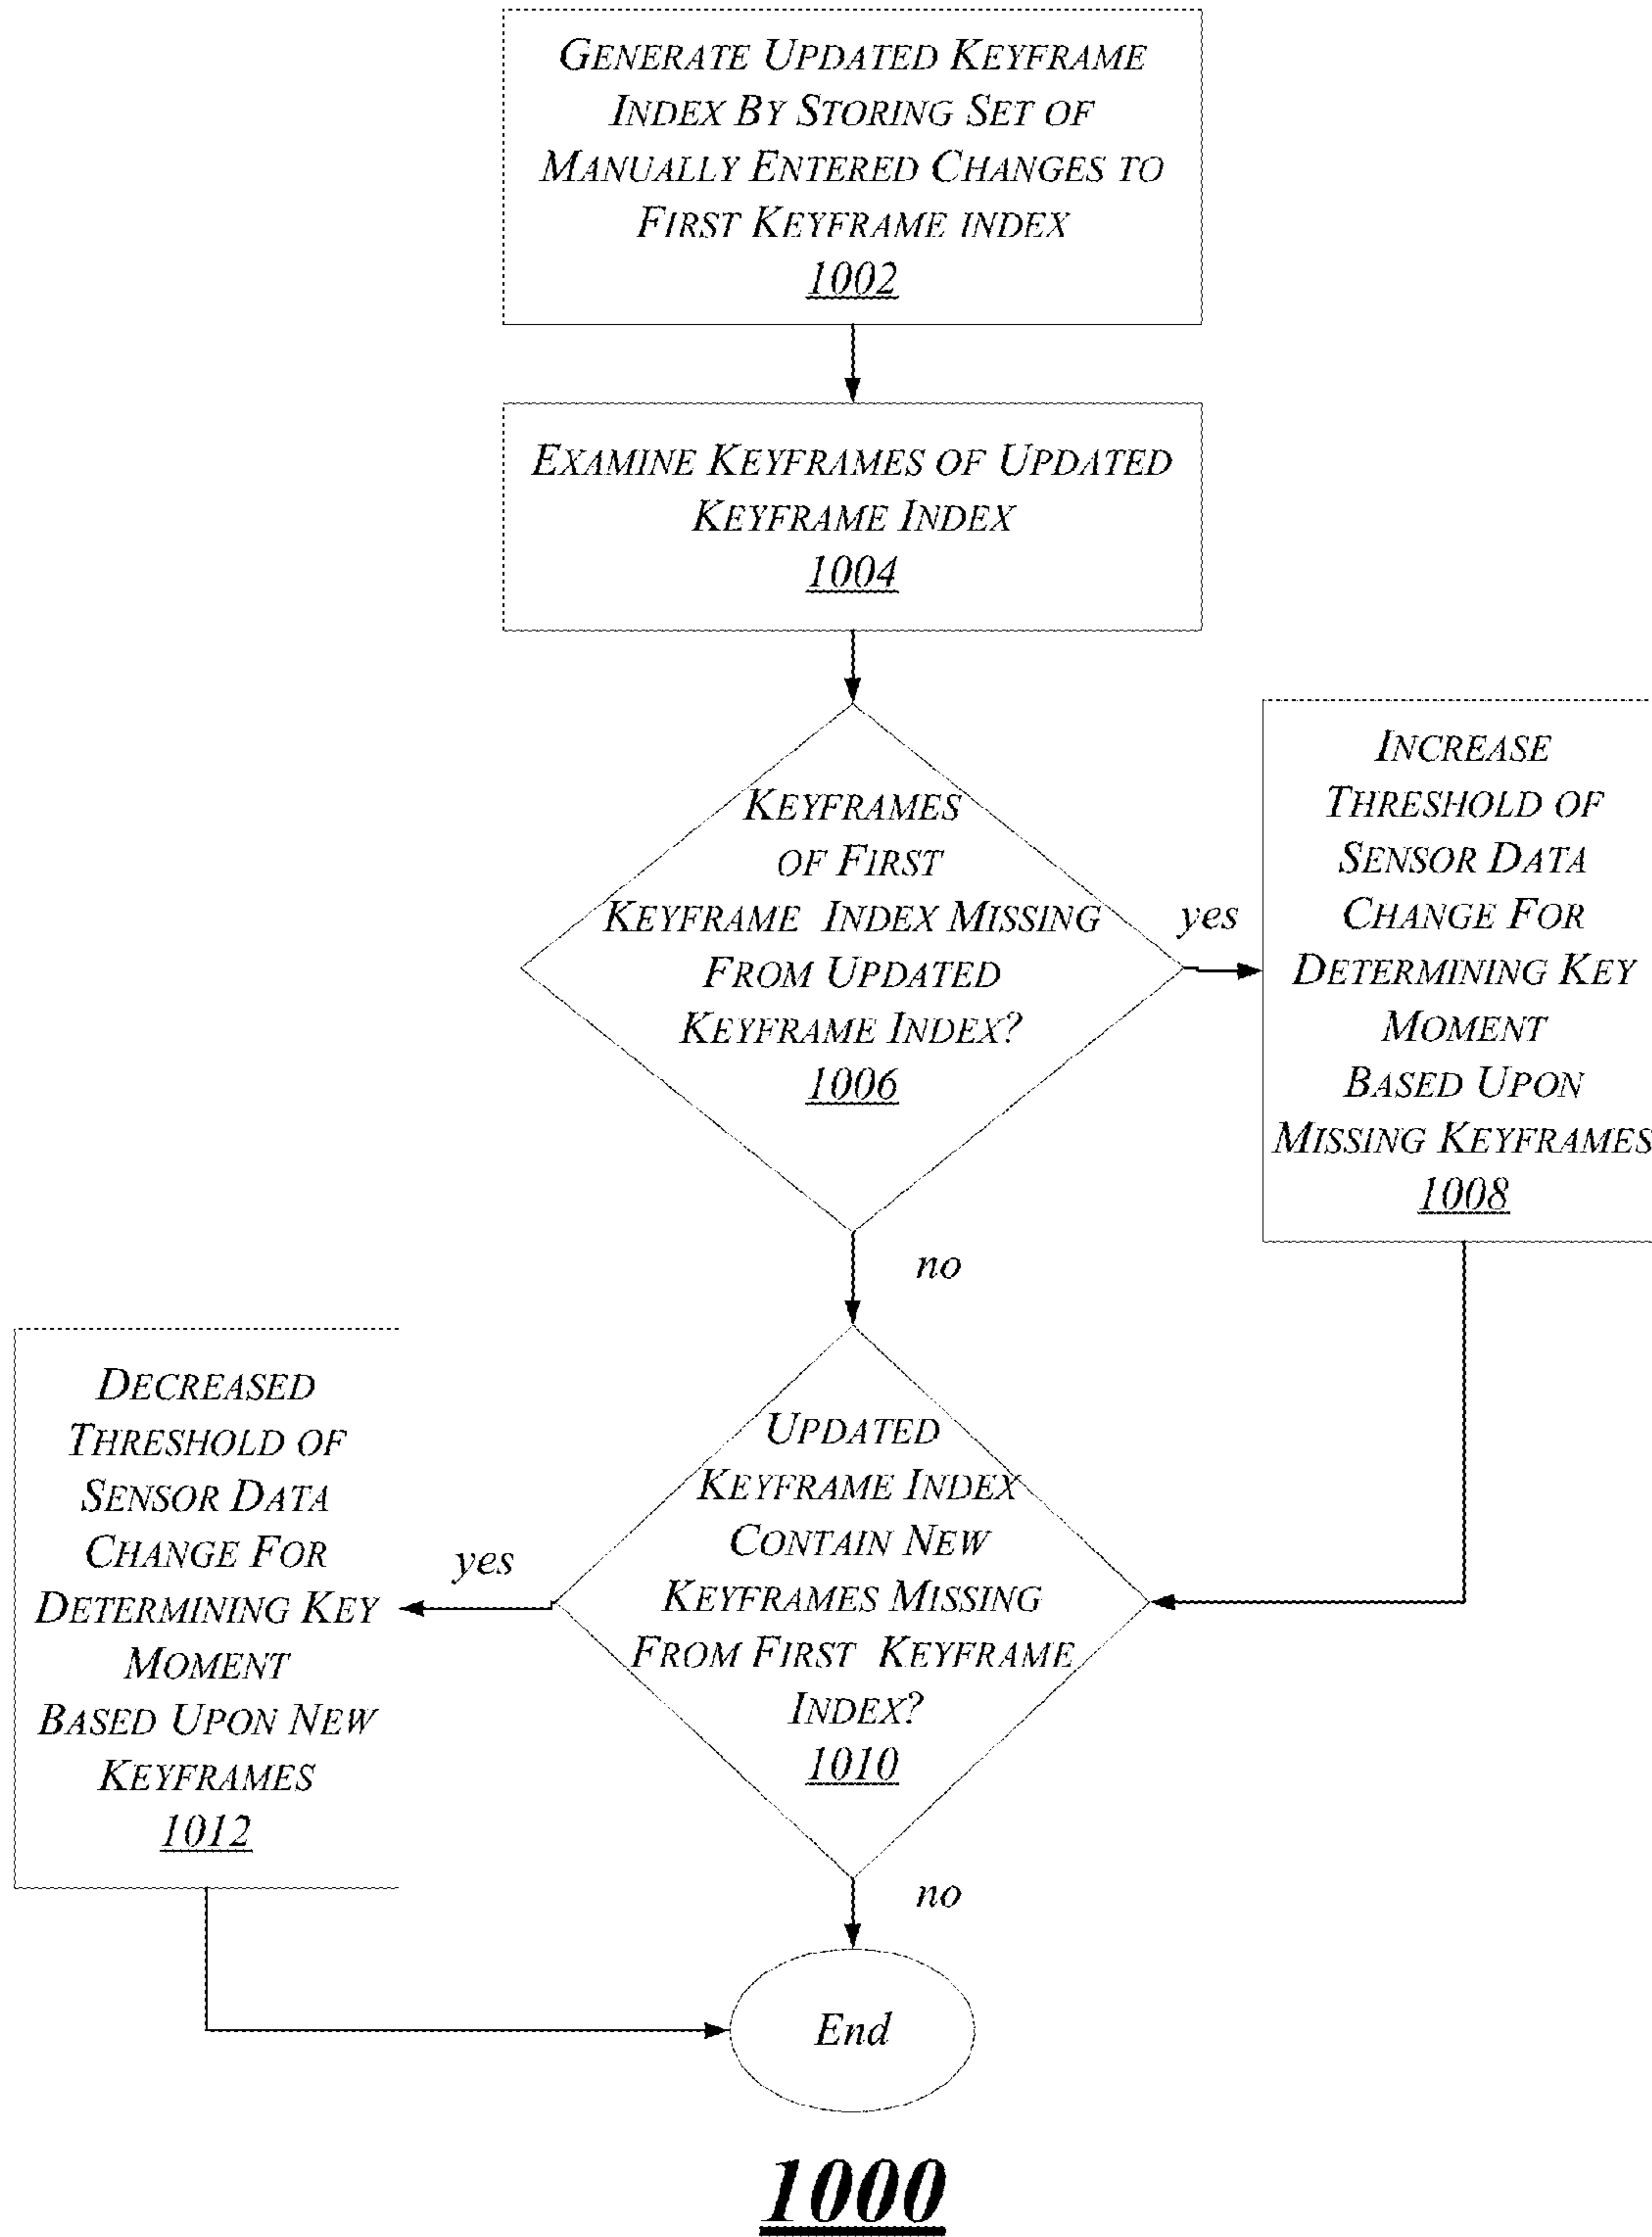 GENERATE UPDATED KEYFRAME
INDEX BY STORING SET OF
MANUALLY ENTERED CHANGES TO
FIRST KEYFRAME INDEX
1002
EXAMINE KEYFRAMES OF UPDATED
KEYFRAME INDEX
1004
KEYFRAMES
OF FIRST
KEYFRAME INDEX MISSING
FROM UPDATED
KEYFRAME INDEX?
1006
yes
INCREASE
THRESHOLD OF
SENSOR DATA
CHANGE FOR
DETERMINING KEY
MOMENT
BASED UPON
MISSING KEYFRAMES
1008
no
UPDATED
KEYFRAME INDEX
CONTAIN NEW
KEYFRAMES MISSING
FROM FIRST KEYFRAME
INDEX?
1010
yes
DECREASED
THRESHOLD OF
SENSOR DATA
CHANGE FOR
DETERMINING KEY
MOMENT
BASED UPON NEW
KEYFRAMES
1012
no
End
1000